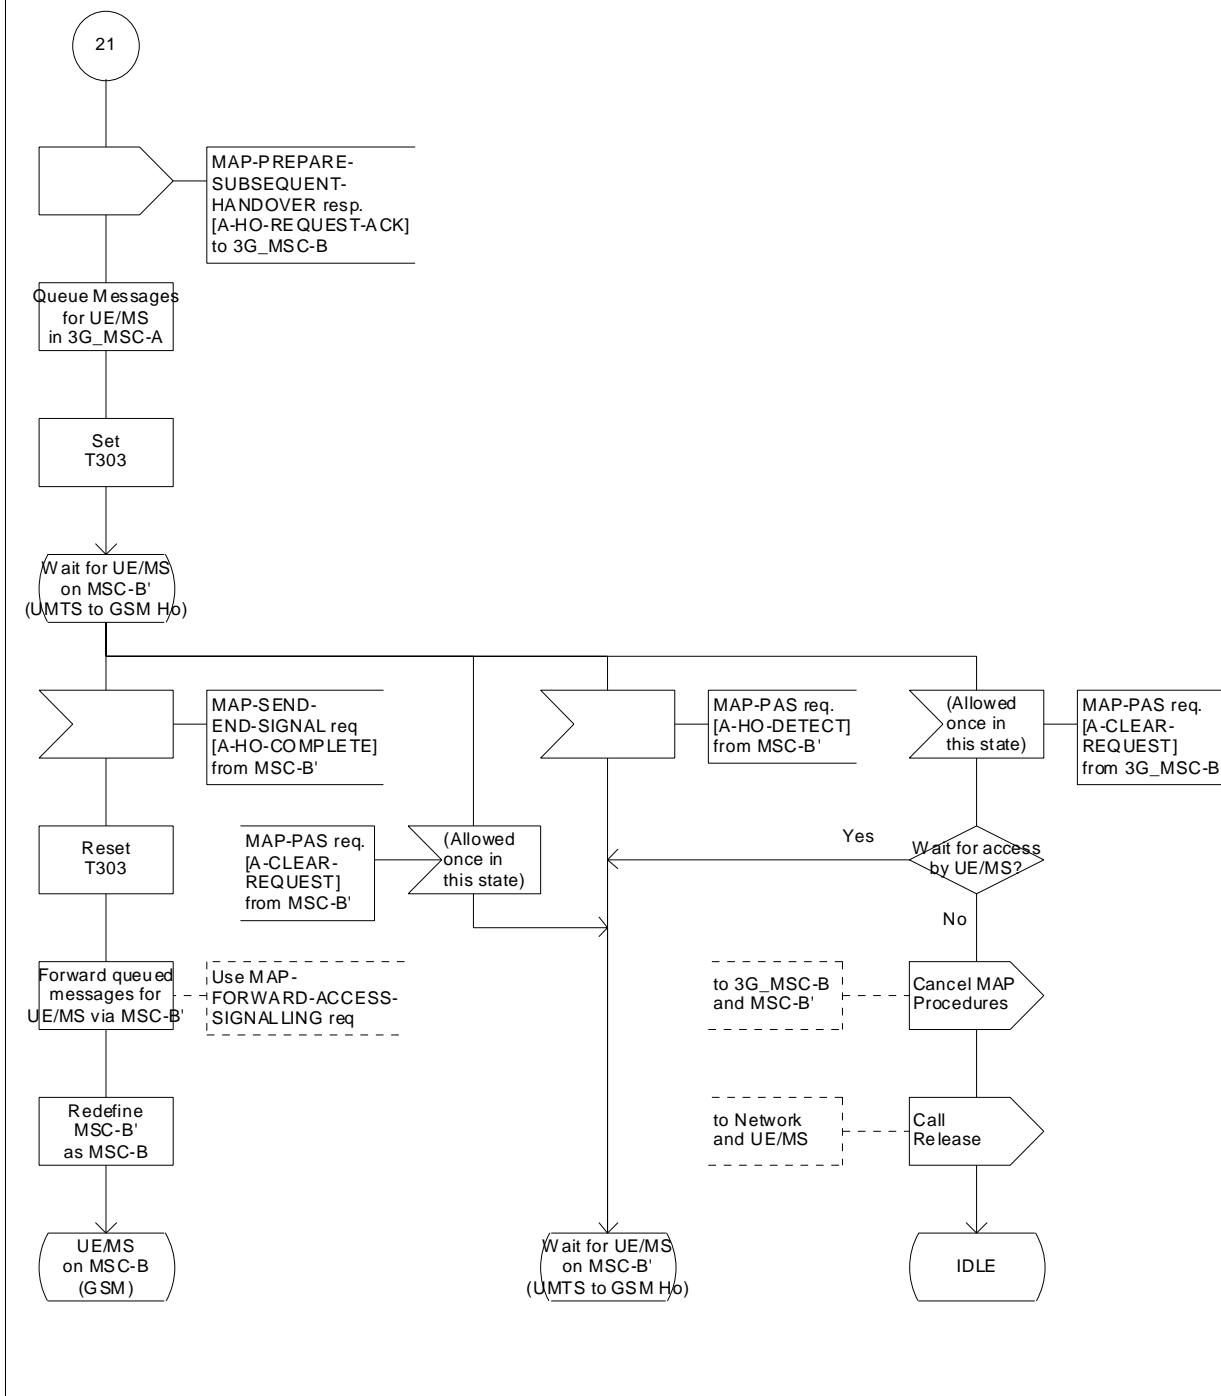 21
MAP-PREPARE-
SUBSEQUENT-
HANDOVER resp.
[A-HO-REQUEST-ACK]
to 3G_MSC-B
Queue Messages
for UE/MS
in 3G_MSC-A
Set
T303
Wait for UE/MS
on MSC-B'
(UMTS to GSM Ho)
MAP-SEND-
END-SIGNAL req
[A-HO-COMPLETE]
from MSC-B'
MAP-PAS req.
[A-HO-DETECT]
from MSC-B'
(Allowed
once in
this state)
MAP-PAS req.
[A-CLEAR-
REQUEST]
from 3G_MSC-B
Reset
T303
MAP-PAS req.
[A-CLEAR-
REQUEST]
from MSC-B'
(Allowed
once in
this state)
Yes
Wait for access
by UE/MS?
No
Forward queued
messages for
UE/MS via MSC-B'
Use MAP-
FORWARD-ACCESS-
SIGNALLING req
to 3G_MSC-B
and MSC-B'
Cancel MAP
Procedures
Redefine
MSC-B'
as MSC-B
to Network
and UE/MS
Call
Release
UE/MS
on MSC-B
(GSM)
Wait for UE/MS
on MSC-B'
(UMTS to GSM Ho)
IDLE